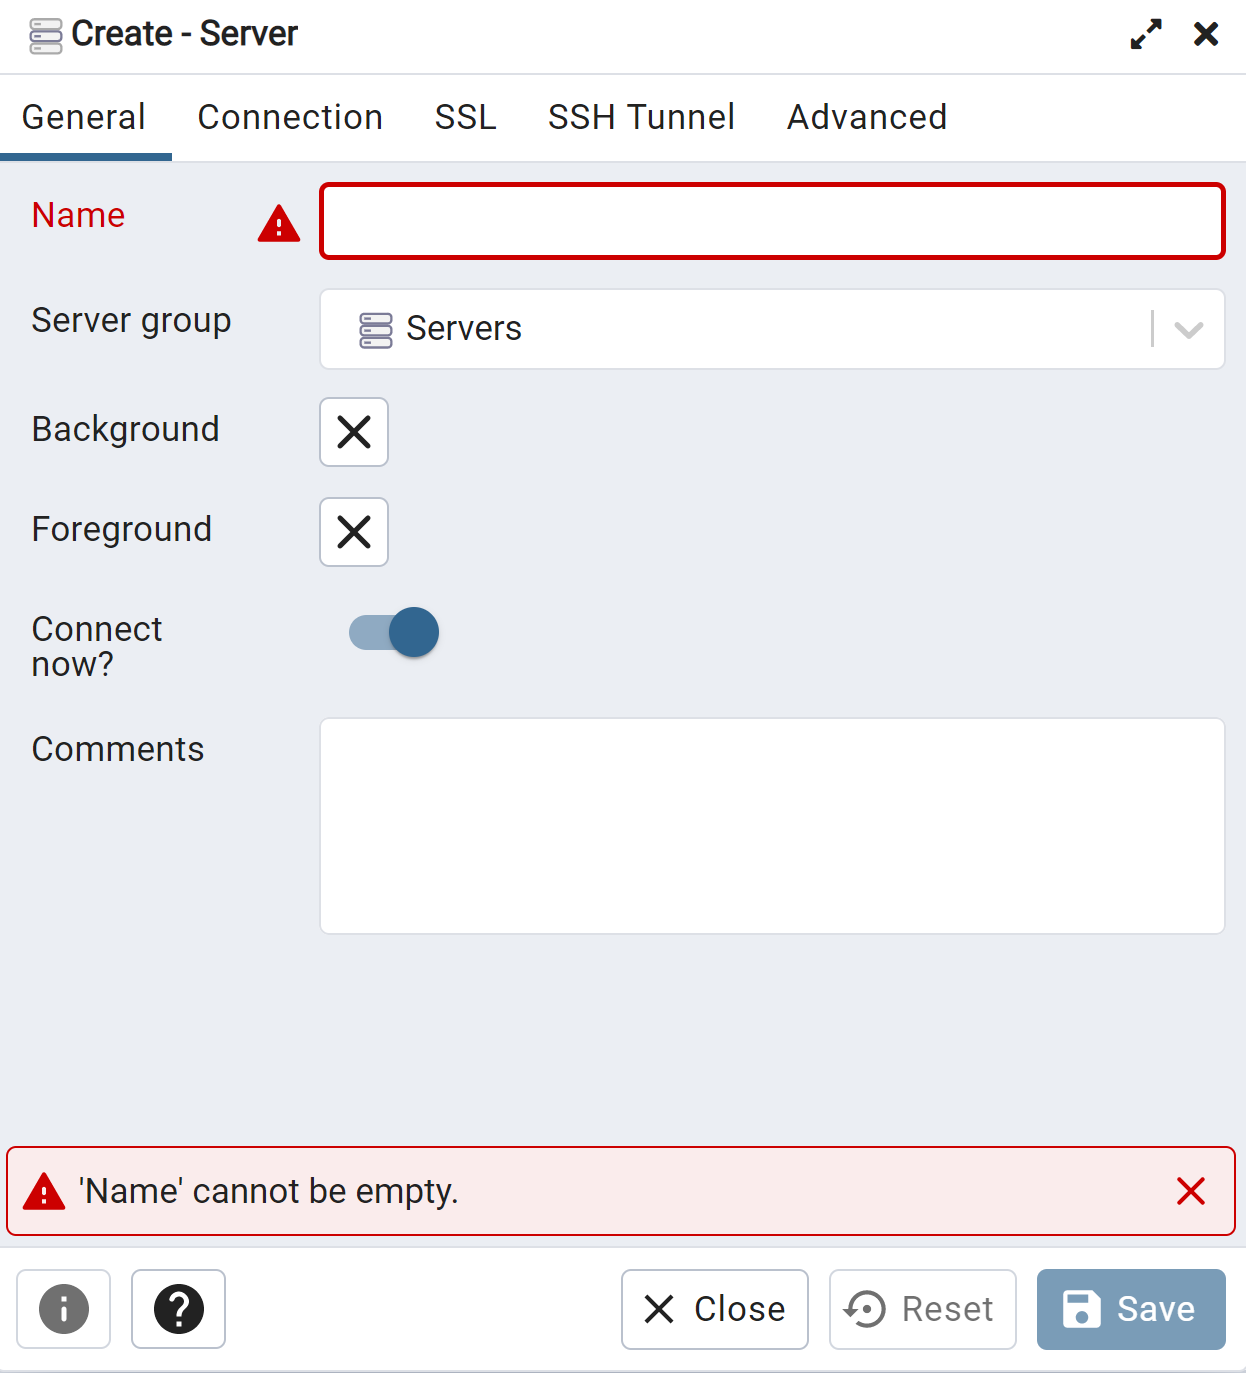 Create - Server
General Connection SSL SSH Tunnel Advanced
Name
Server group
Servers
Background
Foreground
Connect
now?
Comments
'Name' cannot be empty.
Close Reset Save